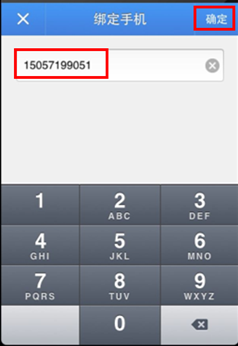 绑定手机 确定
15057199051
1 2 3
ABC DEF
4 5 6
GHI JKL MNO
7 8 9
PQRS TUV WXYZ
0